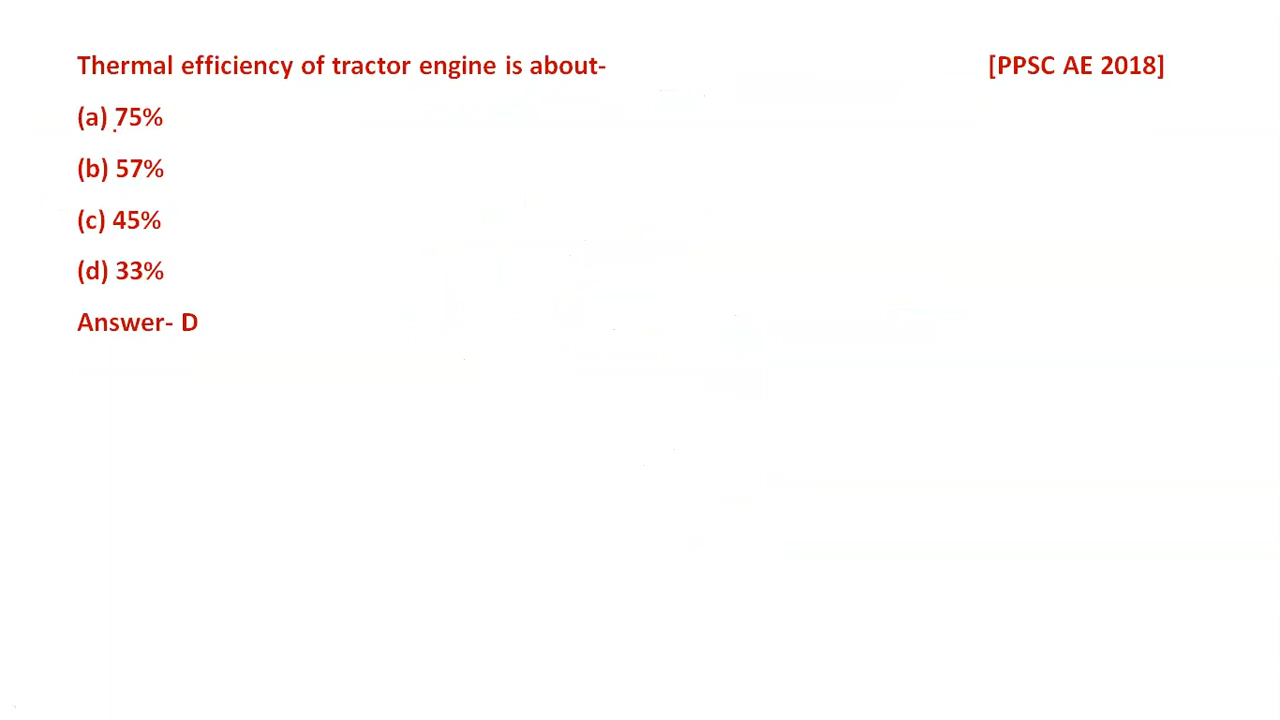 Thermal efficiency of tractor engine is about- [PPSC AE 2018]
(a) 75%
(b) 57%
(c) 45%
(d) 33%
Answer- D